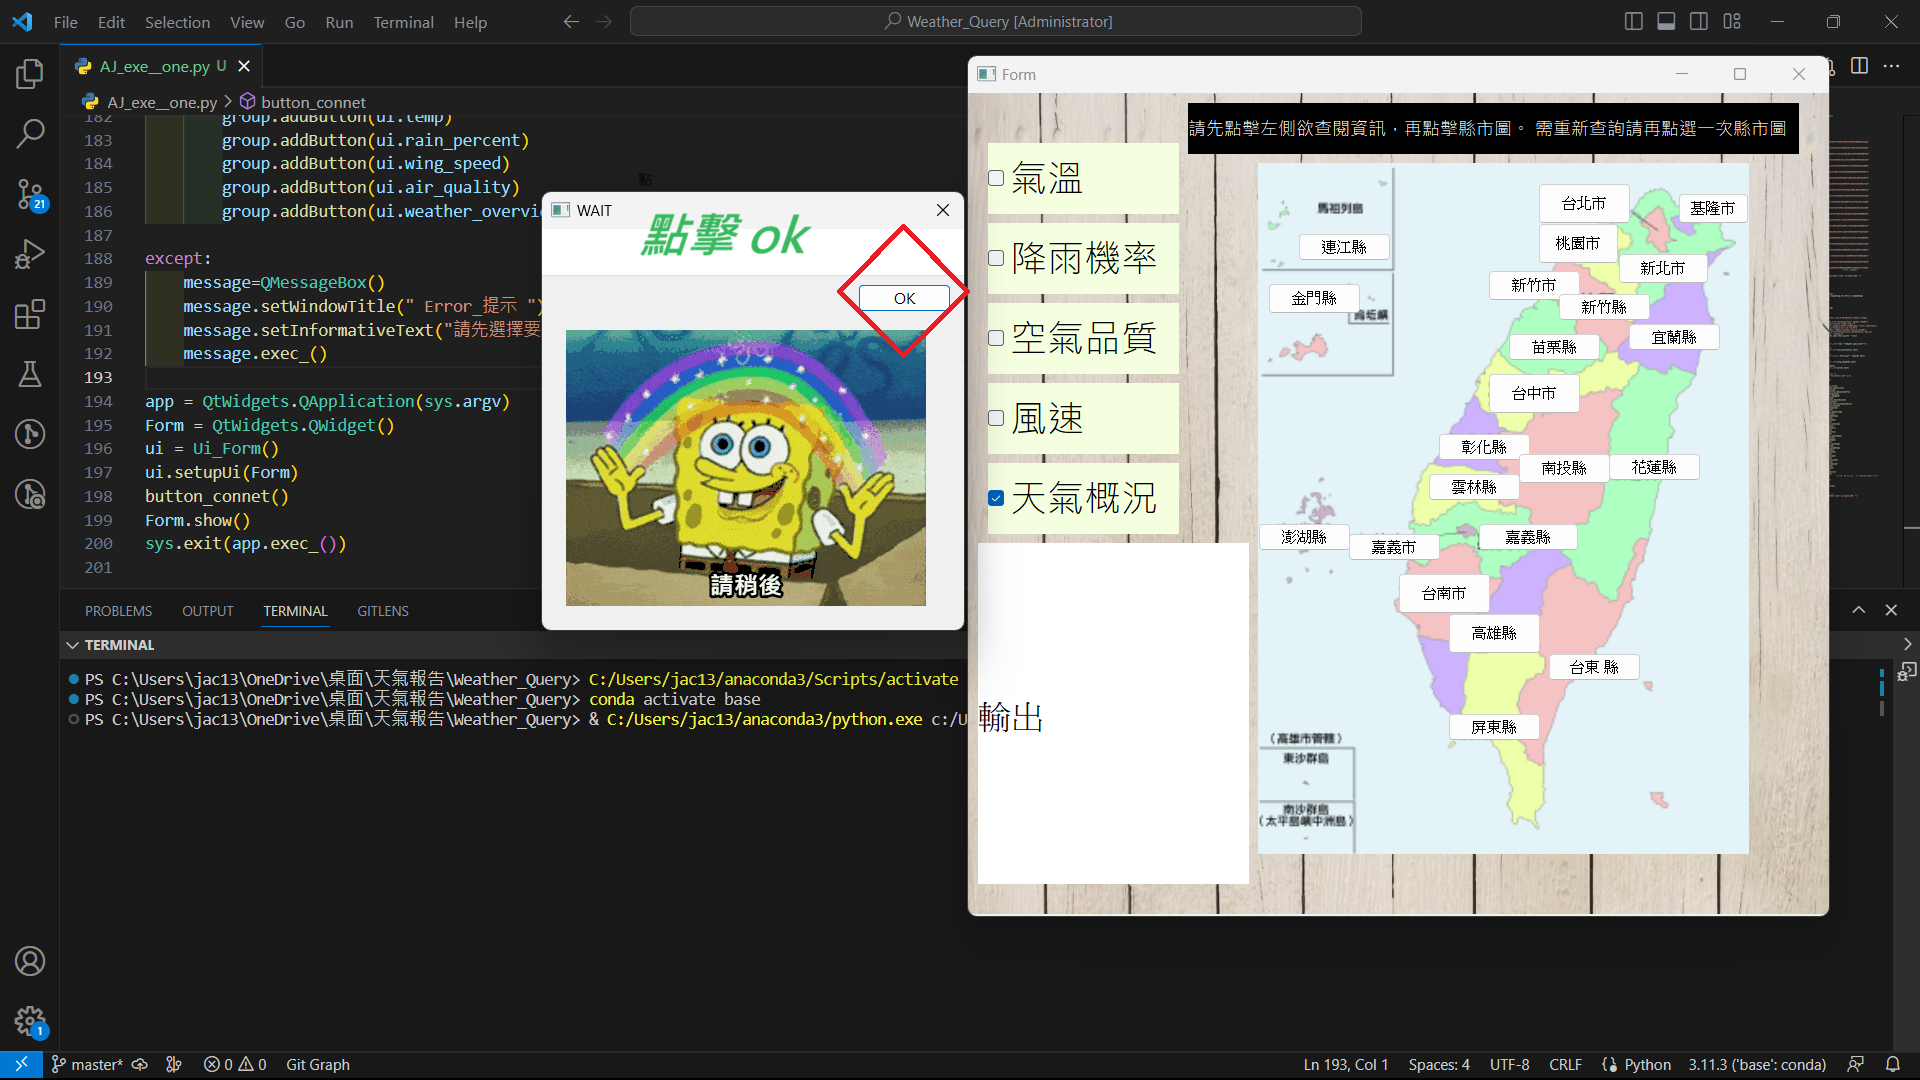 File Edit Selection View Go Run Terminal Help
Weather_Query [Administrator]
AJ_exe__one.py U
AJ_exe__one.py > button_connet
182 group.addButton(ui.temp)
183 group.addButton(ui.rain_percent)
184 group.addButton(ui.wing_speed)
185 group.addButton(ui.air_quality)
186 group.addButton(ui.weather_overvi
187
188 except:
189 message=QMessageBox()
190 message.setWindowTitle(" Error_提示 ")
191 message.setInformativeText("請先選擇要
192 message.exec_()
193
194 app = QtWidgets.QApplication(sys.argv)
195 Form = QtWidgets.QWidget()
196 ui = Ui_Form()
197 ui.setupUi(Form)
198 button_connet()
199 Form.show()
200 sys.exit(app.exec_())
201
點
WAIT
點擊 ok
OK
請稍後
Form
請先點擊左側欲查閱資訊，再點擊縣市圖。 需重新查詢請再點選一次縣市圖
氣溫
降雨機率
空氣品質
風速
天氣概況
輸出
馬祖列島
連江縣
金門縣
台北市
基隆市
桃園市
新北市
新竹市
新竹縣
宜蘭縣
苗栗縣
台中市
彰化縣
南投縣
花蓮縣
雲林縣
澎湖縣
嘉義市
嘉義縣
台南市
高雄縣
台東 縣
屏東縣
（高雄市管轄）
東沙群島
南沙群島
（太平島嶼中洲島）
PROBLEMS OUTPUT TERMINAL GITLENS
TERMINAL
PS C:\Users\jac13\OneDrive\桌面\天氣報告\Weather_Query> C:/Users/jac13/anaconda3/Scripts/activate
PS C:\Users\jac13\OneDrive\桌面\天氣報告\Weather_Query> conda activate base
PS C:\Users\jac13\OneDrive\桌面\天氣報告\Weather_Query> & C:/Users/jac13/anaconda3/python.exe c:/U
21
1
master* 0 0 Git Graph
Ln 193, Col 1 Spaces: 4 UTF-8 CRLF Python 3.11.3 ('base': conda)